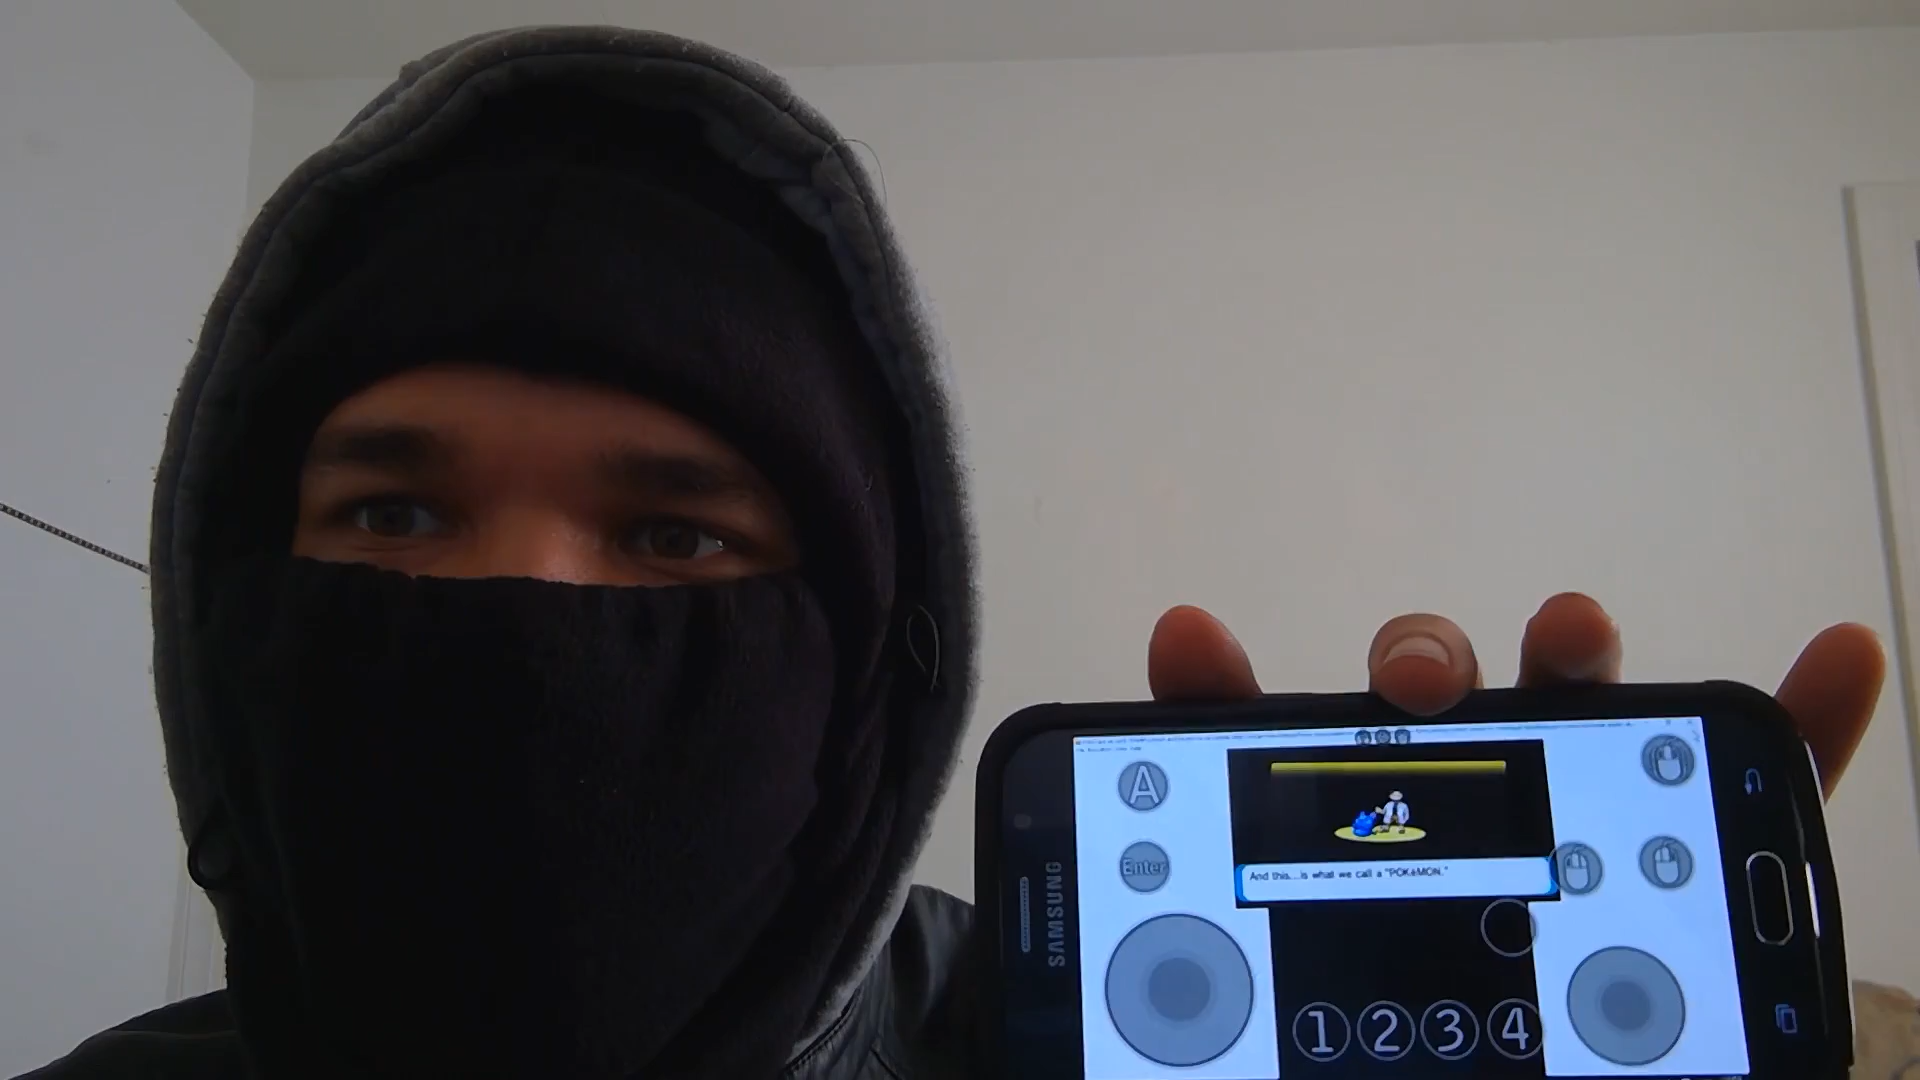 A
Enter
And this...is what we call a "POKéMON."
SAMSUNG
1 2 3 4